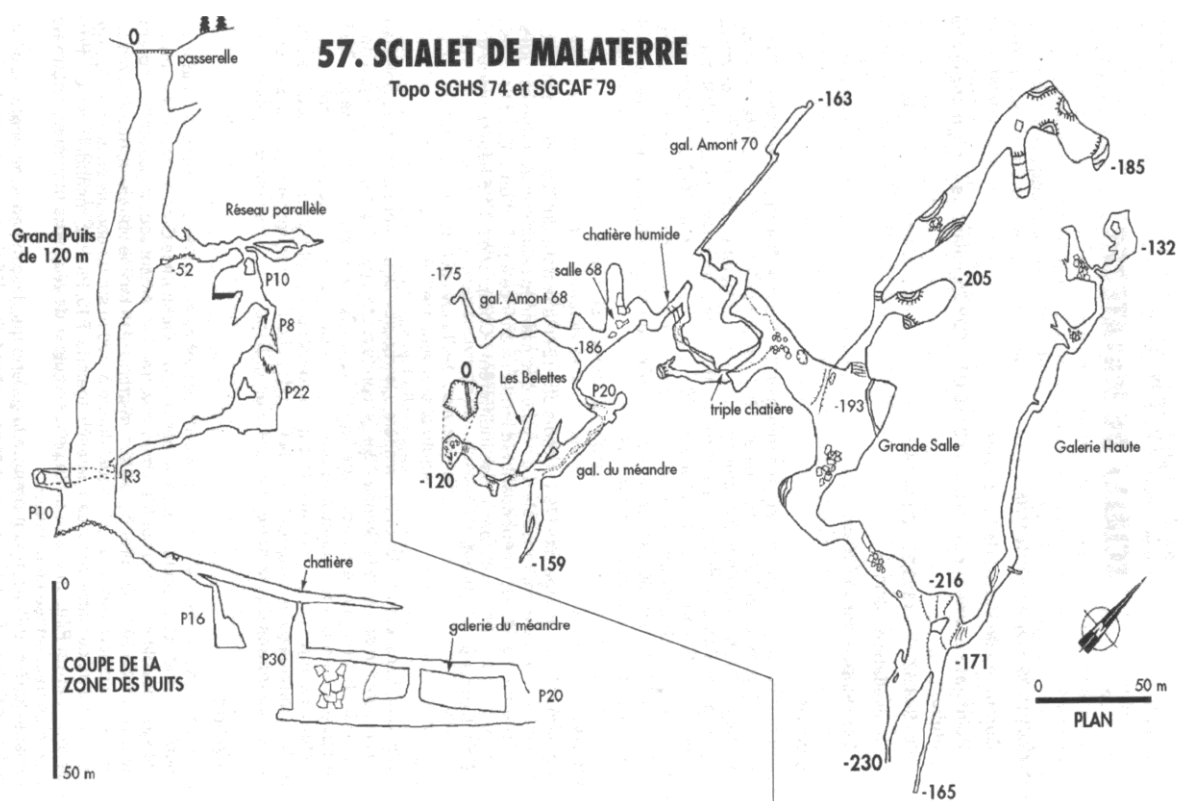 57. SCIALET DE MALATERRE
Topo SGHS 74 et SGCAF 79
0
passerelle
Grand Puits
de 120 m
Réseau parallèle
-52
P10
P8
P22
R3
P10
chatière
P16
P30
galerie du méandre
P20
0
COUPE DE LA
ZONE DES PUITS
50 m
-163
gal. Amont 70
-185
chatière humide
salle 68
-175
gal. Amont 68
-132
-205
-186
Les Belettes
0
P20
triple chatière
-193
Grande Salle
Galerie Haute
-120
gal. du méandre
-159
-216
-171
0
50 m
PLAN
-230
-165